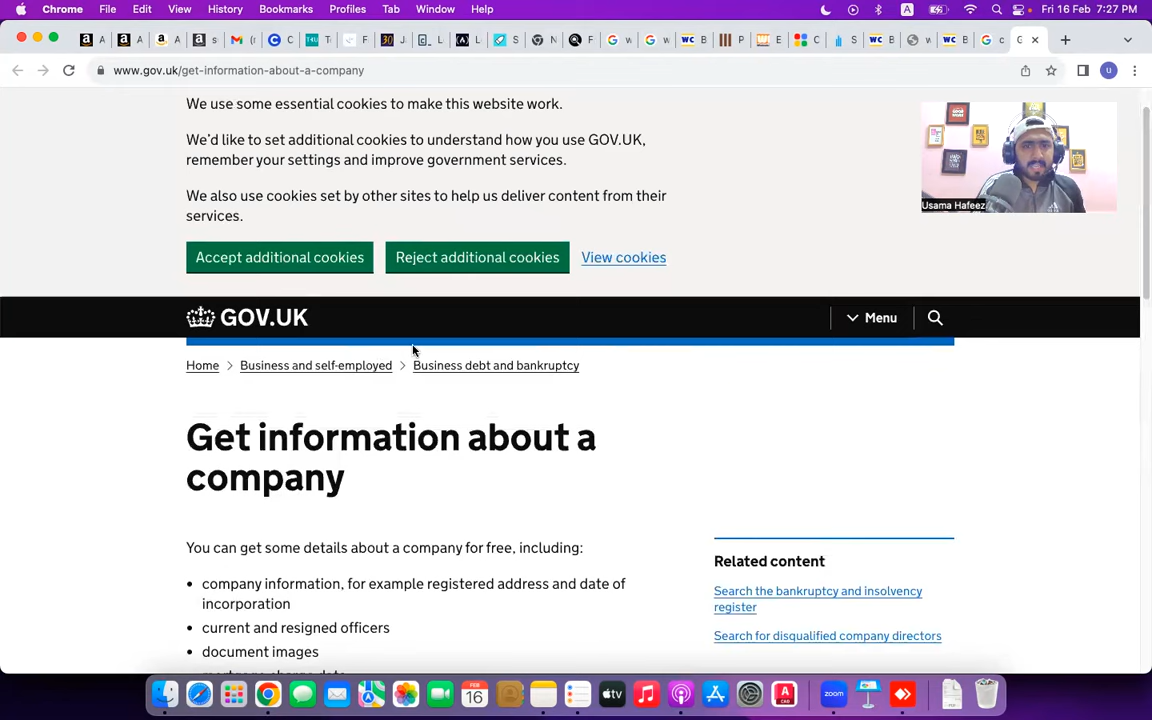 Chrome File Edit View History Bookmarks Profiles Tab Window Help A Fri 16 Feb 7:27 PM
www.gov.uk/get-information-about-a-company
We use some essential cookies to make this website work.
We'd like to set additional cookies to understand how you use GOV.UK,
remember your settings and improve government services.
We also use cookies set by other sites to help us deliver content from their
services.
Usama Hafeez
Accept additional cookies Reject additional cookies View cookies
GOV.UK Menu
Home > Business and self-employed > Business debt and bankruptcy
Get information about a
company
You can get some details about a company for free, including:
• company information, for example registered address and date of
incorporation
• current and resigned officers
• document images
Related content
Search the bankruptcy and insolvency
register
Search for disqualified company directors
FEB
16
tv
zoom